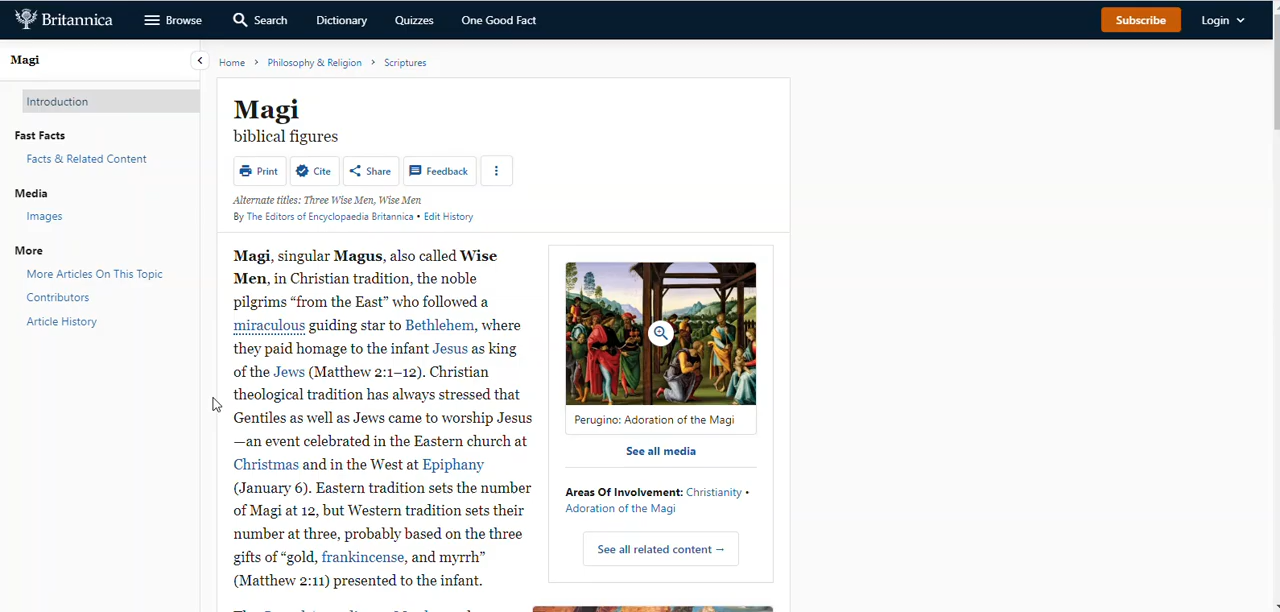 Britannica
Browse
Search
Dictionary
Quizzes
One Good Fact
Subscribe
Login
Magi
Introduction
Fast Facts
Facts & Related Content
Media
Images
More
More Articles On This Topic
Contributors
Article History
Home > Philosophy & Religion > Scriptures
Magi
biblical figures
Print
Cite
Share
Feedback
Alternate titles: Three Wise Men, Wise Men
By The Editors of Encyclopaedia Britannica • Edit History
Magi, singular Magus, also called Wise
Men, in Christian tradition, the noble
pilgrims “from the East” who followed a
miraculous guiding star to Bethlehem, where
they paid homage to the infant Jesus as king
of the Jews (Matthew 2:1–12). Christian
theological tradition has always stressed that
Gentiles as well as Jews came to worship Jesus
—an event celebrated in the Eastern church at
Christmas and in the West at Epiphany
(January 6). Eastern tradition sets the number
of Magi at 12, but Western tradition sets their
number at three, probably based on the three
gifts of “gold, frankincense, and myrrh”
(Matthew 2:11) presented to the infant.
Perugino: Adoration of the Magi
See all media
Areas Of Involvement: Christianity •
Adoration of the Magi
See all related content →